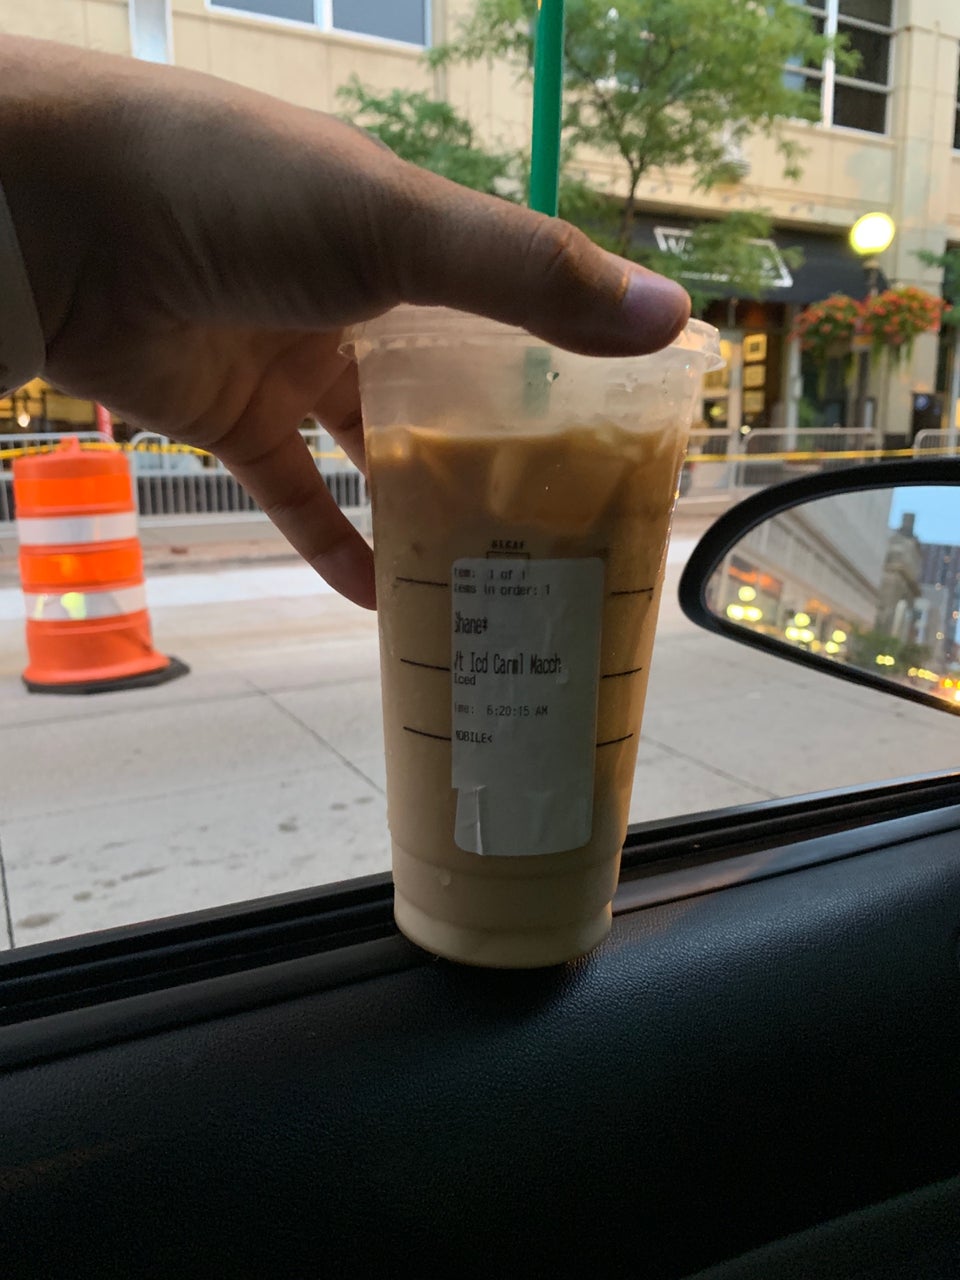 DECAF
tem: 1 of 1
tems in order: 1
Shane*
Vt Icd Carml Macch
Iced
ime: 6:20:15 AM
MOBILE<